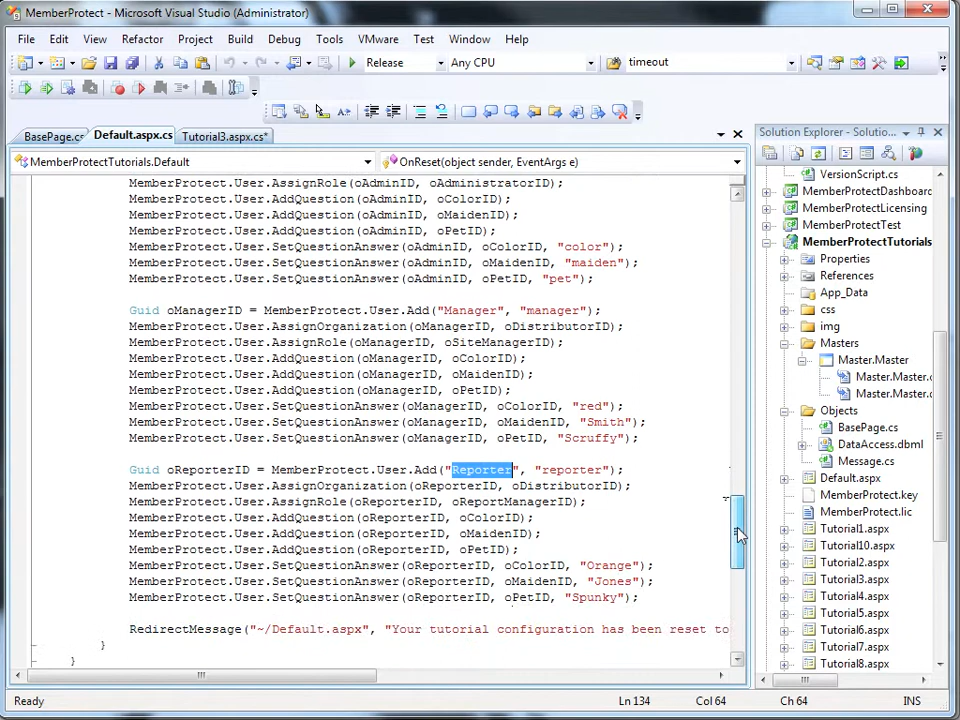 MemberProtect - Microsoft Visual Studio (Administrator)
File Edit View Refactor Project Build Debug Tools VMware Test Window Help
Release Any CPU timeout
BasePage.cs Default.aspx.cs Tutorial3.aspx.cs*
MemberProtectTutorials.Default OnReset(object sender, EventArgs e)
MemberProtect.User.AssignRole(oAdminID, oAdministratorID);
MemberProtect.User.AddQuestion(oAdminID, oColorID);
MemberProtect.User.AddQuestion(oAdminID, oMaidenID);
MemberProtect.User.AddQuestion(oAdminID, oPetID);
MemberProtect.User.SetQuestionAnswer(oAdminID, oColorID, "color");
MemberProtect.User.SetQuestionAnswer(oAdminID, oMaidenID, "maiden");
MemberProtect.User.SetQuestionAnswer(oAdminID, oPetID, "pet");
Guid oManagerID = MemberProtect.User.Add("Manager", "manager");
MemberProtect.User.AssignOrganization(oManagerID, oDistributorID);
MemberProtect.User.AssignRole(oManagerID, oSiteManagerID);
MemberProtect.User.AddQuestion(oManagerID, oColorID);
MemberProtect.User.AddQuestion(oManagerID, oMaidenID);
MemberProtect.User.AddQuestion(oManagerID, oPetID);
MemberProtect.User.SetQuestionAnswer(oManagerID, oColorID, "red");
MemberProtect.User.SetQuestionAnswer(oManagerID, oMaidenID, "Smith");
MemberProtect.User.SetQuestionAnswer(oManagerID, oPetID, "Scruffy");
Guid oReporterID = MemberProtect.User.Add("Reporter", "reporter");
MemberProtect.User.AssignOrganization(oReporterID, oDistributorID);
MemberProtect.User.AssignRole(oReporterID, oReportManagerID);
MemberProtect.User.AddQuestion(oReporterID, oColorID);
MemberProtect.User.AddQuestion(oReporterID, oMaidenID);
MemberProtect.User.AddQuestion(oReporterID, oPetID);
MemberProtect.User.SetQuestionAnswer(oReporterID, oColorID, "Orange");
MemberProtect.User.SetQuestionAnswer(oReporterID, oMaidenID, "Jones");
MemberProtect.User.SetQuestionAnswer(oReporterID, oPetID, "Spunky");
RedirectMessage("~/Default.aspx", "Your tutorial configuration has been reset to
}
}
Solution Explorer - Solutio...
VersionScript.cs
MemberProtectDashboard
MemberProtectLicensing
MemberProtectTest
MemberProtectTutorials
Properties
References
App_Data
css
img
Masters
Master.Master
Master.Master.c
Master.Master.c
Objects
BasePage.cs
DataAccess.dbml
Message.cs
Default.aspx
MemberProtect.key
MemberProtect.lic
Tutorial1.aspx
Tutorial10.aspx
Tutorial2.aspx
Tutorial3.aspx
Tutorial4.aspx
Tutorial5.aspx
Tutorial6.aspx
Tutorial7.aspx
Tutorial8.aspx
Ready Ln 134 Col 64 Ch 64 INS